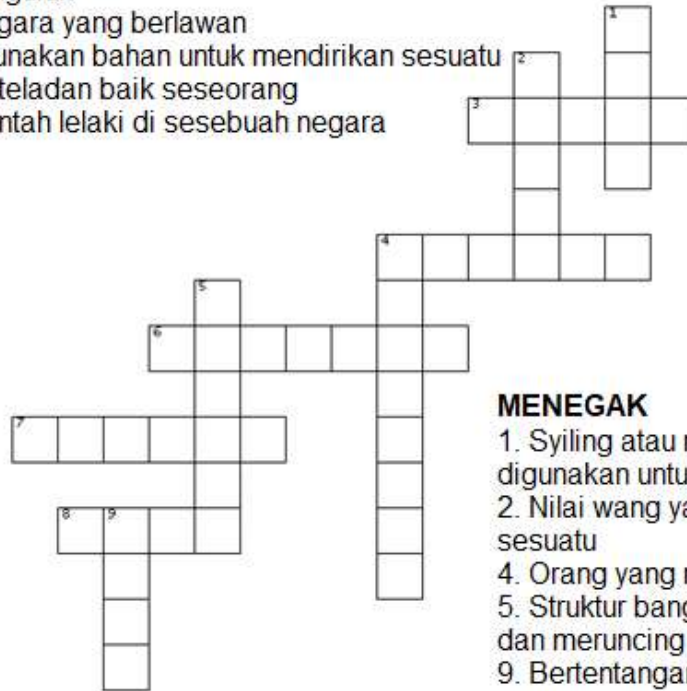 gara yang berlawan
unakan bahan untuk mendirikan sesuatu
teladan baik seseorang
ntah lelaki di sesebuah negara
1
2
3
4
5
6
7
8 9
MENEGAK
1. Syiling atau
digunakan untu
2. Nilai wang ya
sesuatu
4. Orang yang
5. Struktur bang
dan meruncing
9. Bertentangan